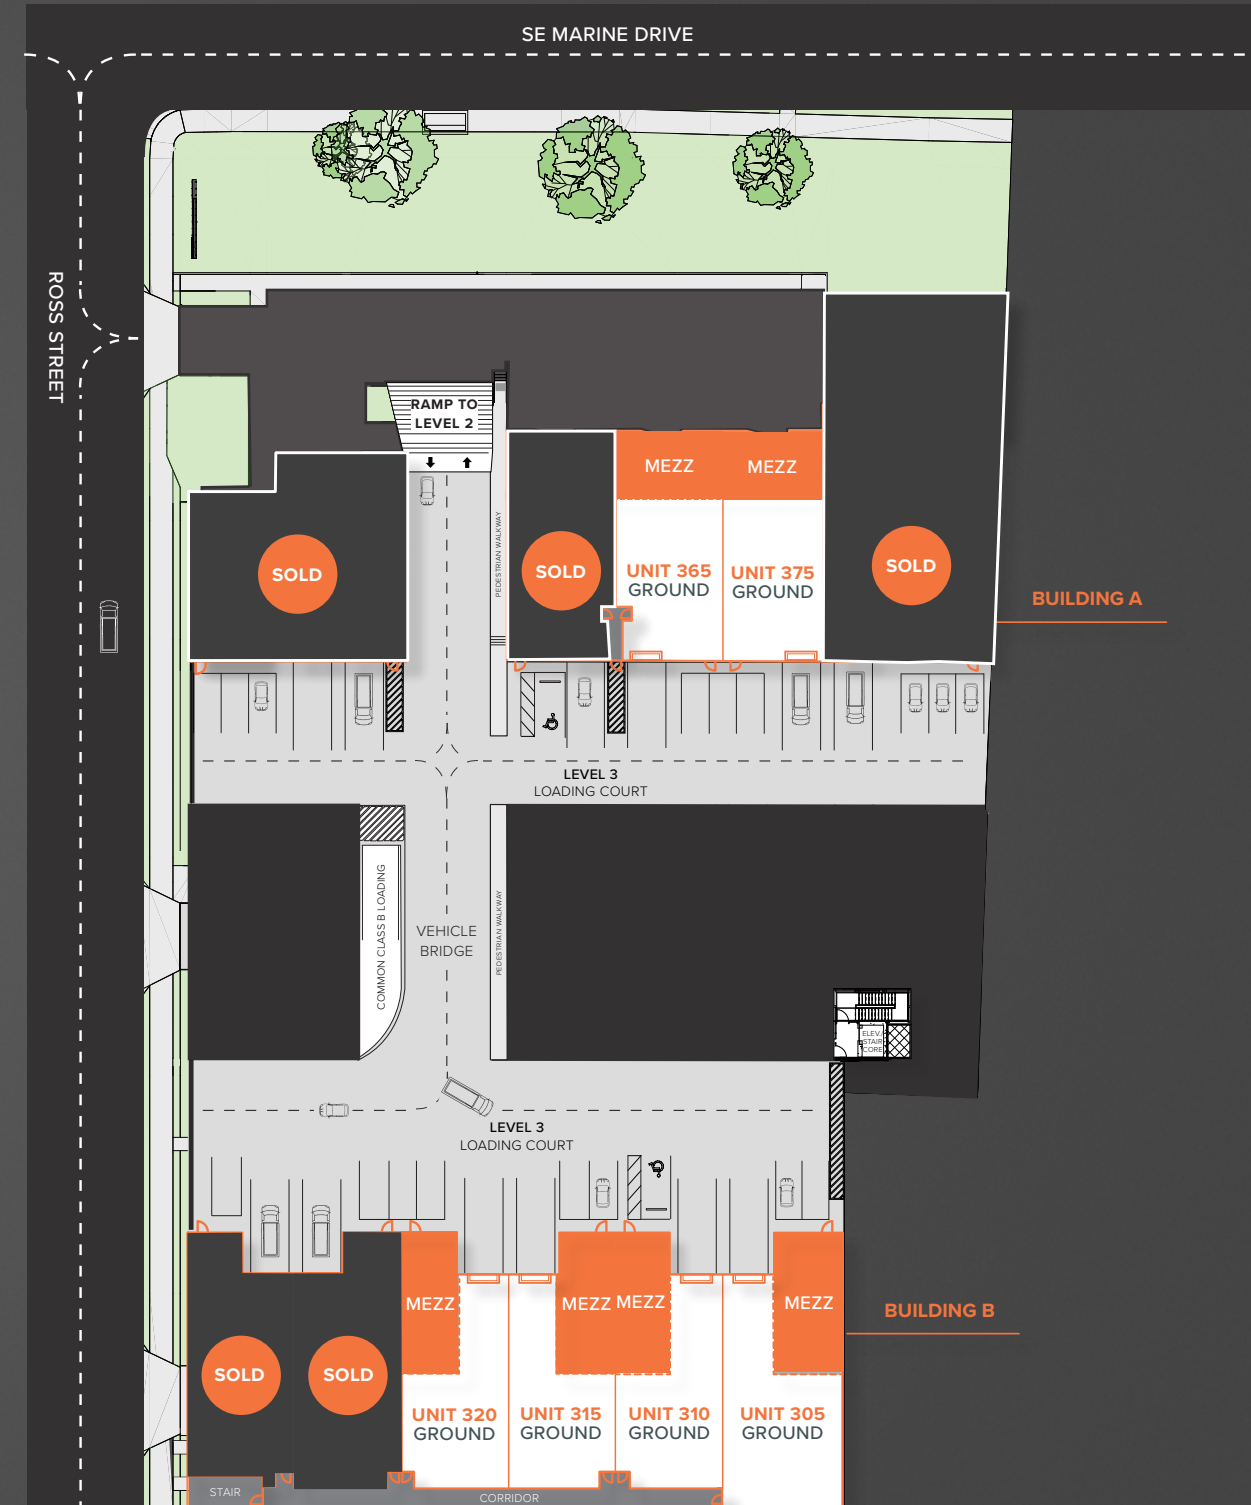 SE MARINE DRIVE
ROSS STREET
RAMP TO
LEVEL 2
MEZZ
MEZZ
PEDESTRIAN WALKWAY
SOLD
SOLD
UNIT 365
GROUND
UNIT 375
GROUND
SOLD
BUILDING A
LEVEL 3
LOADING COURT
COMMON CLASS B LOADING
VEHICLE
BRIDGE
PEDESTRIAN WALKWAY
ELEV/
STAIR
CORE
LEVEL 3
LOADING COURT
MEZZ
MEZZ
MEZZ
MEZZ
BUILDING B
SOLD
SOLD
UNIT 320
GROUND
UNIT 315
GROUND
UNIT 310
GROUND
UNIT 305
GROUND
STAIR
CORRIDOR